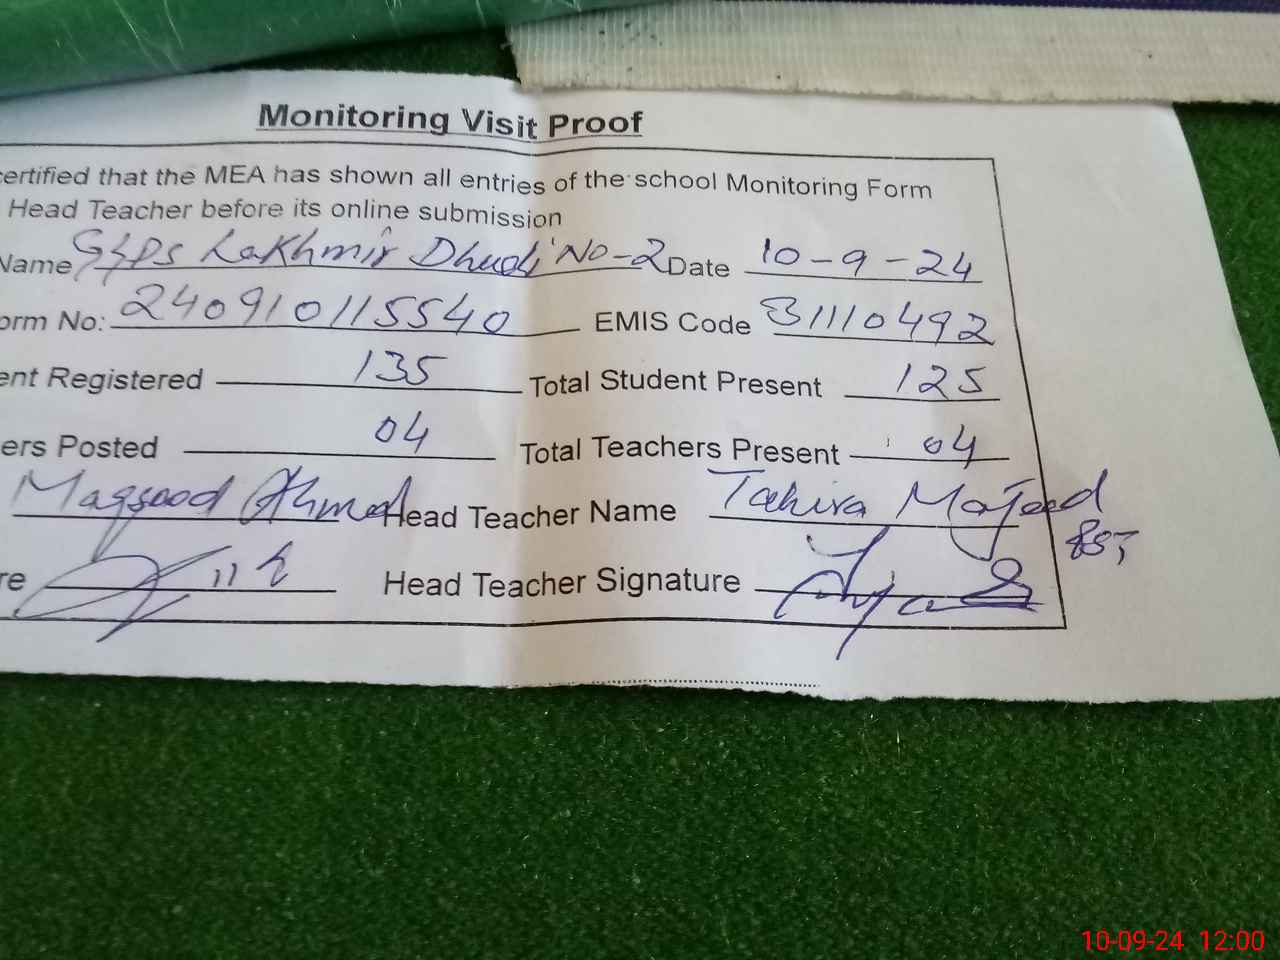 Monitoring Visit Proof
certified that the MEA has shown all entries of the school Monitoring Form
Head Teacher before its online submission
Name GGPS Lakhmir Dhudi No-2 Date 10-9-24
orm No: 240910115540 EMIS Code 31110492
ent Registered 135 Total Student Present 125
ers Posted 04 Total Teachers Present 04
Maqsood Ahmed Head Teacher Name Tahira Majeed
re Head Teacher Signature
10-09-24 12:00